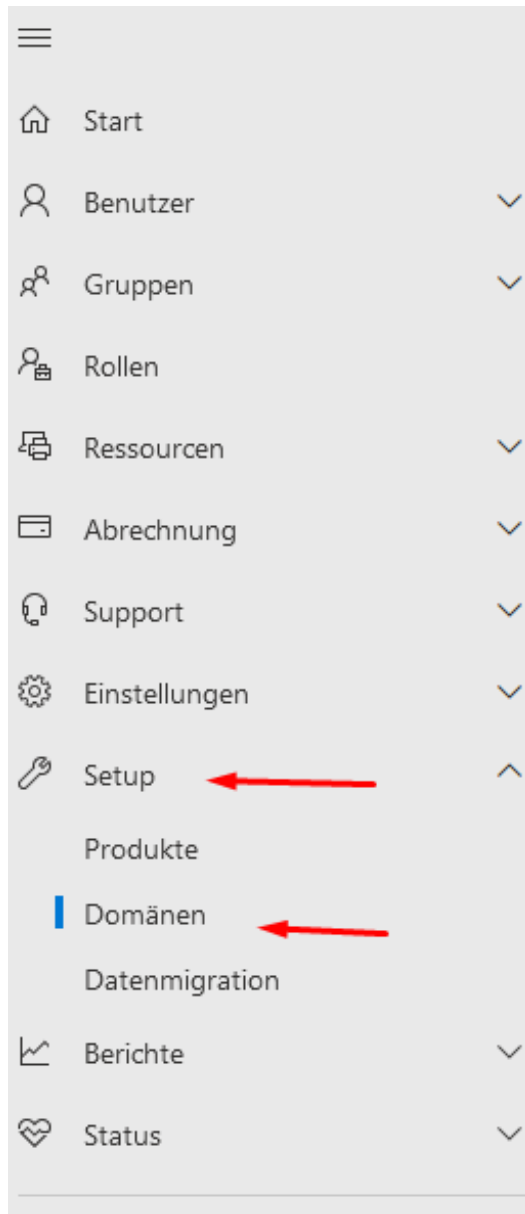 Start
Benutzer
Gruppen
Rollen
Ressourcen
Abrechnung
Support
Einstellungen
Setup
Produkte
Domänen
Datenmigration
Berichte
Status